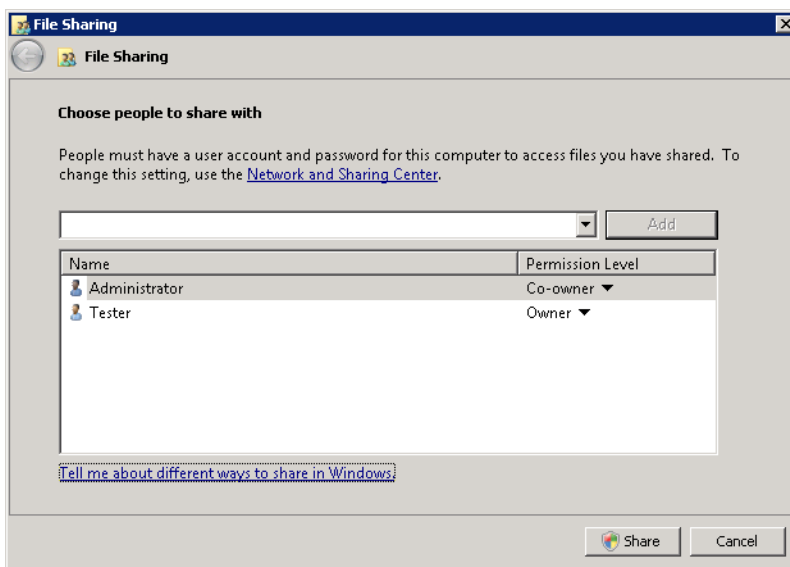 File Sharing
File Sharing
Choose people to share with
People must have a user account and password for this computer to access files you have shared. To
change this setting, use the Network and Sharing Center.
Add
Name Permission Level
Administrator Co-owner
Tester Owner
Tell me about different ways to share in Windows.
Share Cancel